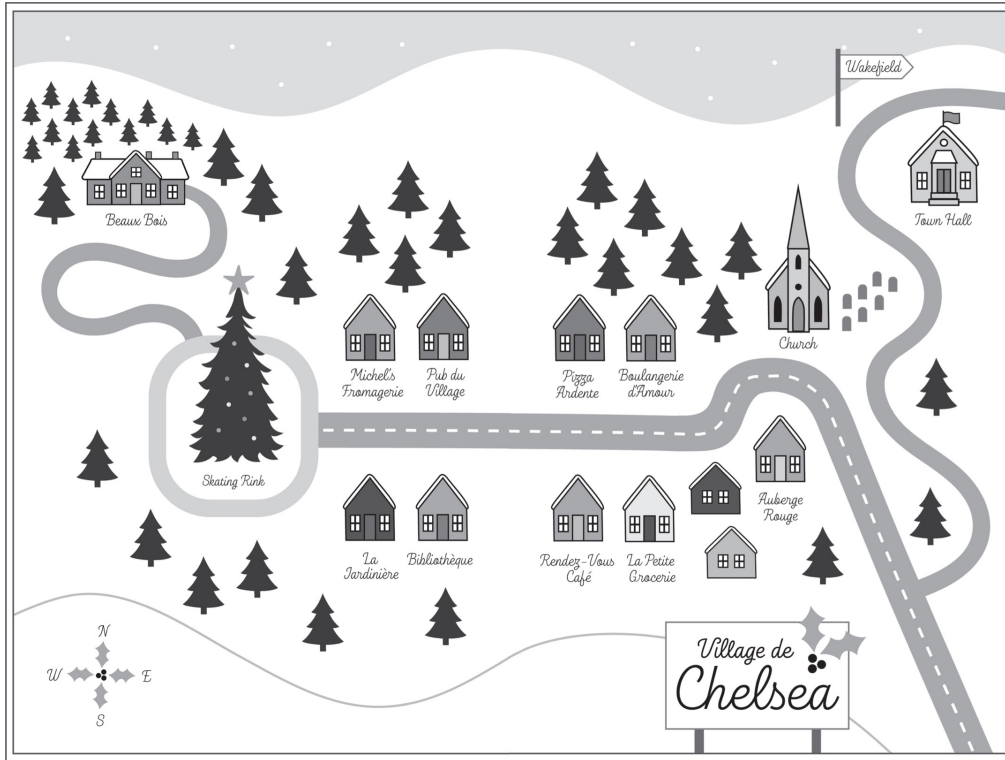 Wakefield
Beaux Bois
Town Hall
Church
Michel's
Fromagerie
Pub du
Village
Pizza
Ardente
Boulangerie
d'Amour
Skating Rink
Auberge
Rouge
La
Jardinière
Bibliothèque
Rendez-Vous
Café
La Petite
Grocerie
N
W E
S
Village de
Chelsea